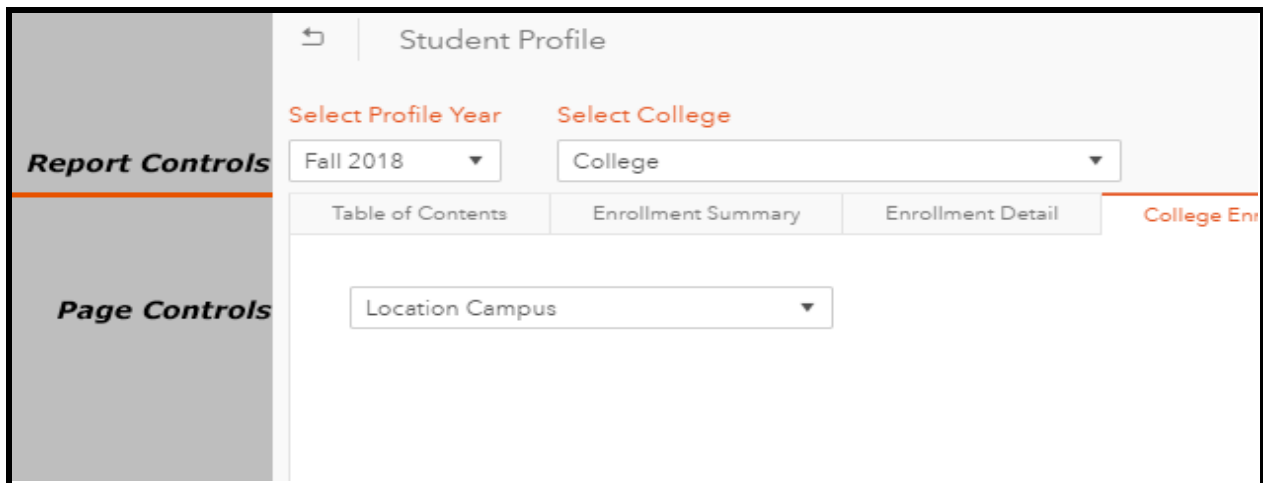 Student Profile
Select Profile Year Select College
Report Controls Fall 2018 College
Table of Contents Enrollment Summary Enrollment Detail College
Page Controls Location Campus